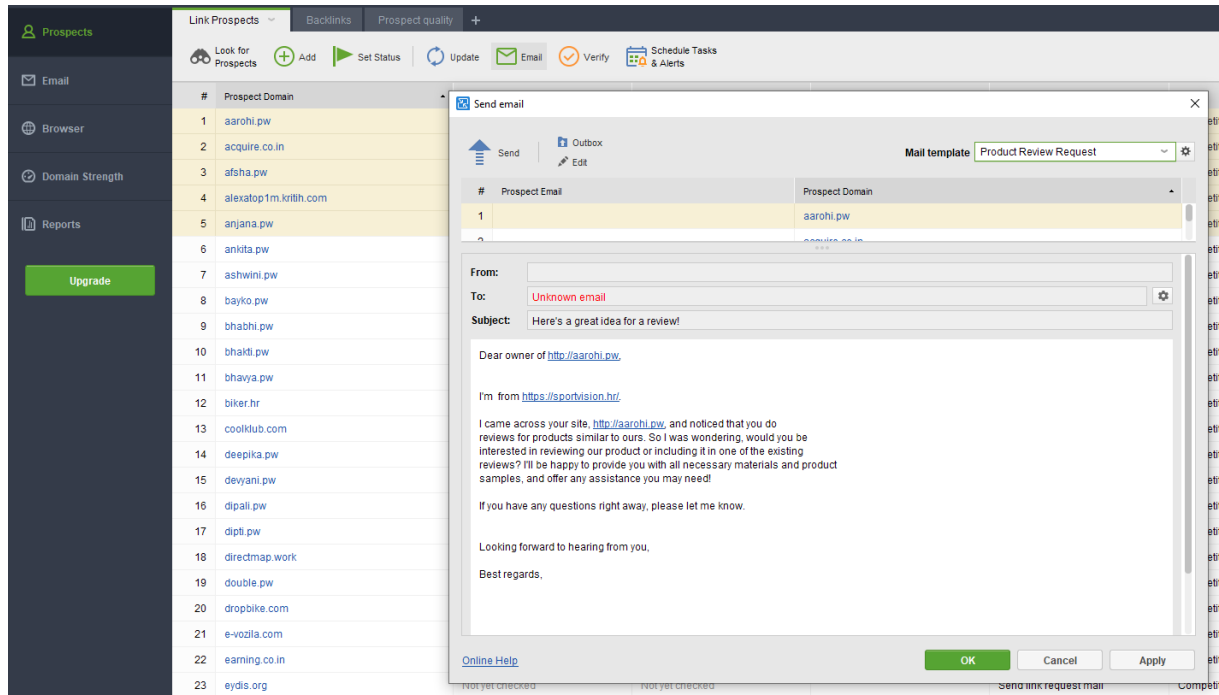 Prospects
Email
Browser
Domain Strength
Reports
Upgrade
Link Prospects Backlinks Prospect quality +
Look for Prospects Add Set Status Update Email Verify Schedule Tasks & Alerts
# Prospect Domain
1 aarohi.pw
2 acquire.co.in
3 afsha.pw
4 alexatop1m.kritih.com
5 anjana.pw
6 ankita.pw
7 ashwini.pw
8 bayko.pw
9 bhabhi.pw
10 bhakti.pw
11 bhavya.pw
12 biker.hr
13 coolklub.com
14 deepika.pw
15 devyani.pw
16 dipali.pw
17 dipti.pw
18 directmap.work
19 double.pw
20 dropbike.com
21 e-vozila.com
22 earning.co.in
23 eydis.org Not yet checked Not yet checked Send link request mail Competi
Send email
Send
Outbox
Edit
Mail template Product Review Request
# Prospect Email Prospect Domain
1 aarohi.pw
2 acquire.co.in
From:
To: Unknown email
Subject: Here's a great idea for a review!
Dear owner of http://aarohi.pw,
I'm from https://sportvision.hr/.
I came across your site, http://aarohi.pw, and noticed that you do
reviews for products similar to ours. So I was wondering, would you be
interested in reviewing our product or including it in one of the existing
reviews? I'll be happy to provide you with all necessary materials and product
samples, and offer any assistance you may need!
If you have any questions right away, please let me know.
Looking forward to hearing from you,
Best regards,
Online Help
OK Cancel Apply